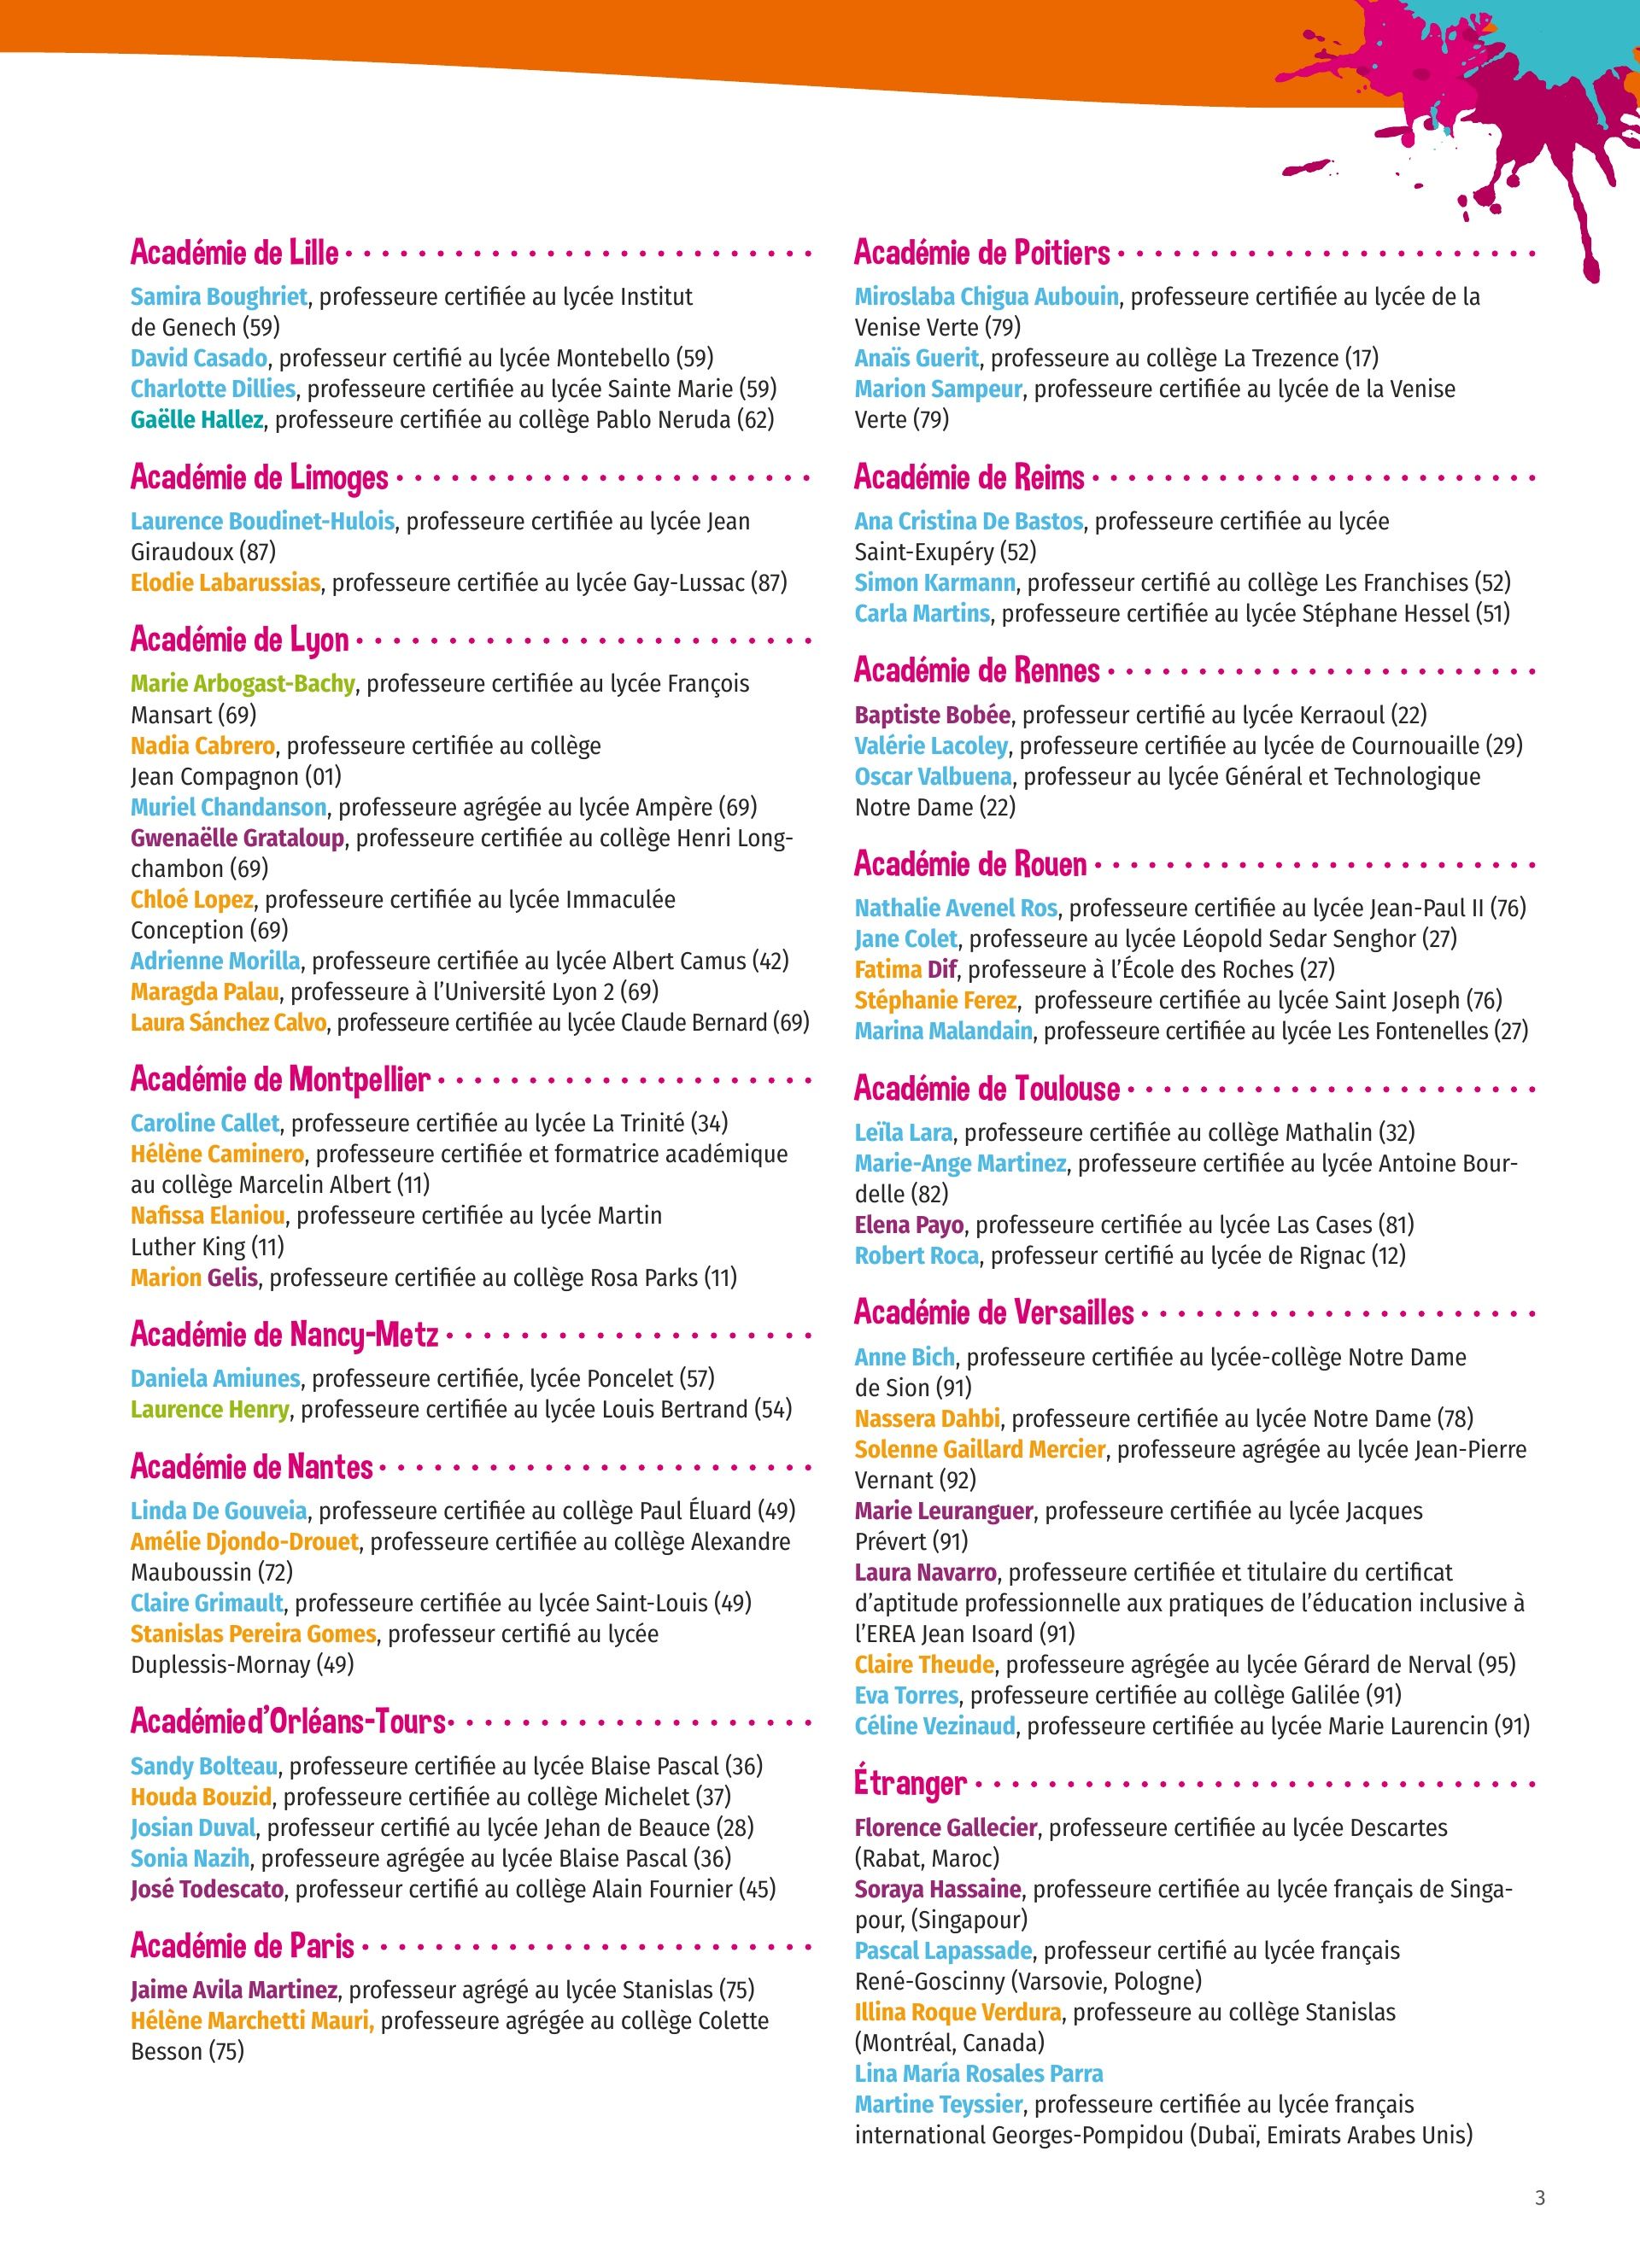 Académie de Lille
Samira Boughriet, professeure certifiée au lycée Institut
de Genech (59)
David Casado, professeur certifié au lycée Montebello (59)
Charlotte Dillies, professeure certifiée au lycée Sainte Marie (59)
Gaëlle Hallez, professeure certifiée au collège Pablo Neruda (62)
Académie de Limoges
Laurence Boudinet-Hulois, professeure certifiée au lycée Jean
Giraudoux (87)
Elodie Labarussias, professeure certifiée au lycée Gay-Lussac (87)
Académie de Lyon
Marie Arbogast-Bachy, professeure certifiée au lycée François
Mansart (69)
Nadia Cabrero, professeure certifiée au collège
Jean Compagnon (01)
Muriel Chandanson, professeure agrégée au lycée Ampère (69)
Gwenaëlle Grataloup, professeure certifiée au collège Henri Long-
chambon (69)
Chloé Lopez, professeure certifiée au lycée Immaculée
Conception (69)
Adrienne Morilla, professeure certifiée au lycée Albert Camus (42)
Maragda Palau, professeure à l'Université Lyon 2 (69)
Laura Sánchez Calvo, professeure certifiée au lycée Claude Bernard (69)
Académie de Montpellier
Caroline Callet, professeure certifiée au lycée La Trinité (34)
Hélène Caminero, professeure certifiée et formatrice académique
au collège Marcelin Albert (11)
Nafissa Elaniou, professeure certifiée au lycée Martin
Luther King (11)
Marion Gelis, professeure certifiée au collège Rosa Parks (11)
Académie de Nancy-Metz
Daniela Amiunes, professeure certifiée, lycée Poncelet (57)
Laurence Henry, professeure certifiée au lycée Louis Bertrand (54)
Académie de Nantes
Linda De Gouveia, professeure certifiée au collège Paul Éluard (49)
Amélie Djondo-Drouet, professeure certifiée au collège Alexandre
Mauboussin (72)
Claire Grimault, professeure certifiée au lycée Saint-Louis (49)
Stanislas Pereira Gomes, professeur certifié au lycée
Duplessis-Mornay (49)
Académie d'Orléans-Tours
Sandy Bolteau, professeure certifiée au lycée Blaise Pascal (36)
Houda Bouzid, professeure certifiée au collège Michelet (37)
Josian Duval, professeur certifié au lycée Jehan de Beauce (28)
Sonia Nazih, professeure agrégée au lycée Blaise Pascal (36)
José Todescato, professeur certifié au collège Alain Fournier (45)
Académie de Paris
Jaime Avila Martinez, professeur agrégé au lycée Stanislas (75)
Hélène Marchetti Mauri, professeure agrégée au collège Colette
Besson (75)
Académie de Poitiers
Miroslaba Chigua Aubouin, professeure certifiée au lycée de la
Venise Verte (79)
Anaïs Guerit, professeure au collège La Trezence (17)
Marion Sampeur, professeure certifiée au lycée de la Venise
Verte (79)
Académie de Reims
Ana Cristina De Bastos, professeure certifiée au lycée
Saint-Exupéry (52)
Simon Karmann, professeur certifié au collège Les Franchises (52)
Carla Martins, professeure certifiée au lycée Stéphane Hessel (51)
Académie de Rennes
Baptiste Bobée, professeur certifié au lycée Kerraoul (22)
Valérie Lacoley, professeure certifiée au lycée de Cournouaille (29)
Oscar Valbuena, professeur au lycée Général et Technologique
Notre Dame (22)
Académie de Rouen
Nathalie Avenel Ros, professeure certifiée au lycée Jean-Paul II (76)
Jane Colet, professeure au lycée Léopold Sedar Senghor (27)
Fatima Dif, professeure à l'École des Roches (27)
Stéphanie Ferez, professeure certifiée au lycée Saint Joseph (76)
Marina Malandain, professeure certifiée au lycée Les Fontenelles (27)
Académie de Toulouse
Leïla Lara, professeure certifiée au collège Mathalin (32)
Marie-Ange Martinez, professeure certifiée au lycée Antoine Bour-
delle (82)
Elena Payo, professeure certifiée au lycée Las Cases (81)
Robert Roca, professeur certifié au lycée de Rignac (12)
Académie de Versailles
Anne Bich, professeure certifiée au lycée-collège Notre Dame
de Sion (91)
Nassera Dahbi, professeure certifiée au lycée Notre Dame (78)
Solenne Gaillard Mercier, professeure agrégée au lycée Jean-Pierre
Vernant (92)
Marie Leuranguer, professeure certifiée au lycée Jacques
Prévert (91)
Laura Navarro, professeure certifiée et titulaire du certificat
d'aptitude professionnelle aux pratiques de l'éducation inclusive à
l'EREA Jean Isoard (91)
Claire Theude, professeure agrégée au lycée Gérard de Nerval (95)
Eva Torres, professeure certifiée au collège Galilée (91)
Céline Vezinaud, professeure certifiée au lycée Marie Laurencin (91)
Étranger
Florence Gallecier, professeure certifiée au lycée Descartes
(Rabat, Maroc)
Soraya Hassaine, professeure certifiée au lycée français de Singa-
pour, (Singapour)
Pascal Lapassade, professeur certifié au lycée français
René-Goscinny (Varsovie, Pologne)
Illina Roque Verdura, professeure au collège Stanislas
(Montréal, Canada)
Lina María Rosales Parra
Martine Teyssier, professeure certifiée au lycée français
international Georges-Pompidou (Dubaï, Emirats Arabes Unis)
3